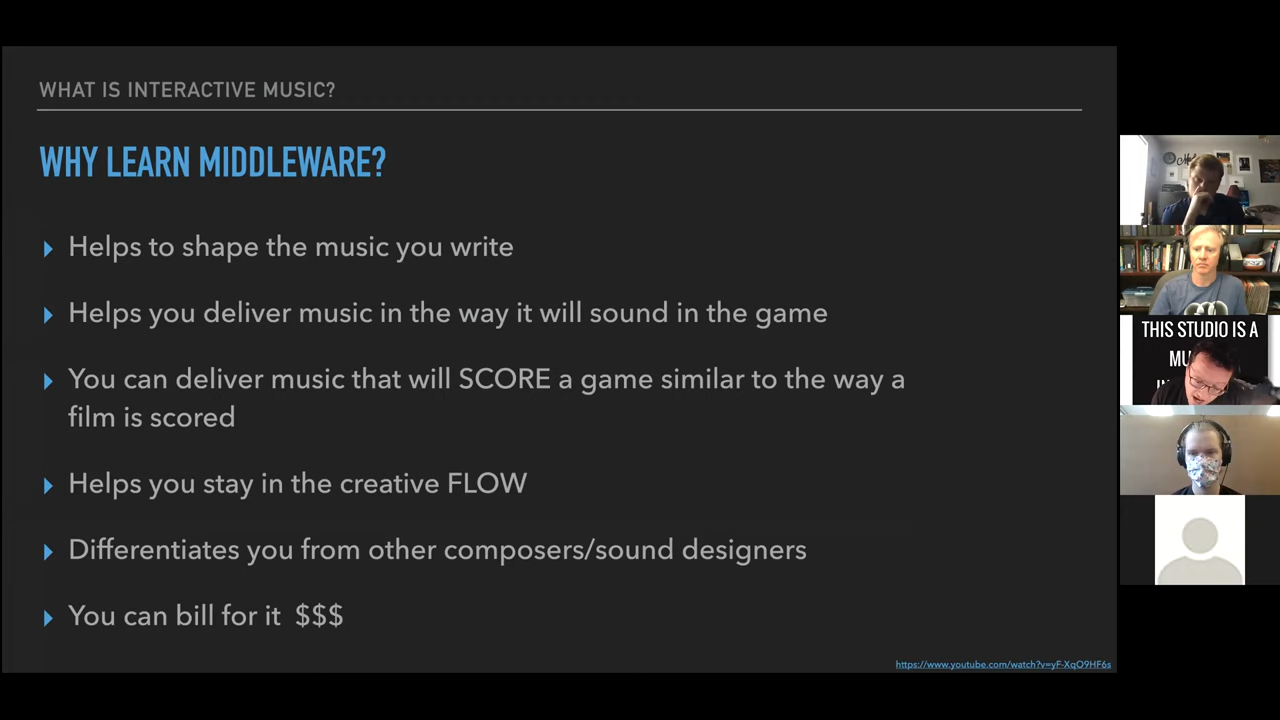 WHAT IS INTERACTIVE MUSIC?
WHY LEARN MIDDLEWARE?
Helps to shape the music you write
Helps you deliver music in the way it will sound in the game
You can deliver music that will SCORE a game similar to the way a
film is scored
Helps you stay in the creative FLOW
Differentiates you from other composers/sound designers
You can bill for it $$$
https://www.youtube.com/watch?v=yF-XqO9HF6s
THIS STUDIO IS A